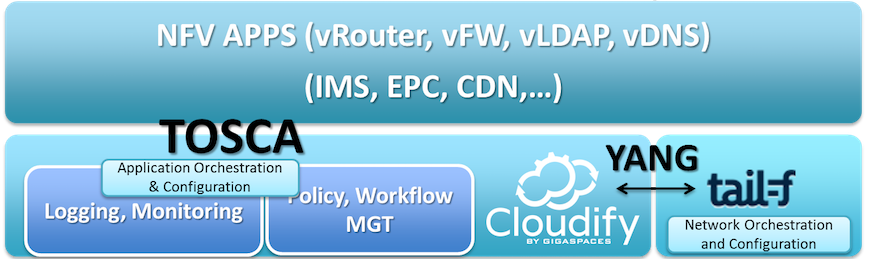 NFV APPS (vRouter, vFW, vLDAP, vDNS)
(IMS, EPC, CDN,...)
TOSCA
Application Orchestration
& Configuration
Logging, Monitoring
Policy, Workflow
MGT
Cloudify
BY GIGASPACES
YANG
tail-f
Network Orchestration
and Configuration